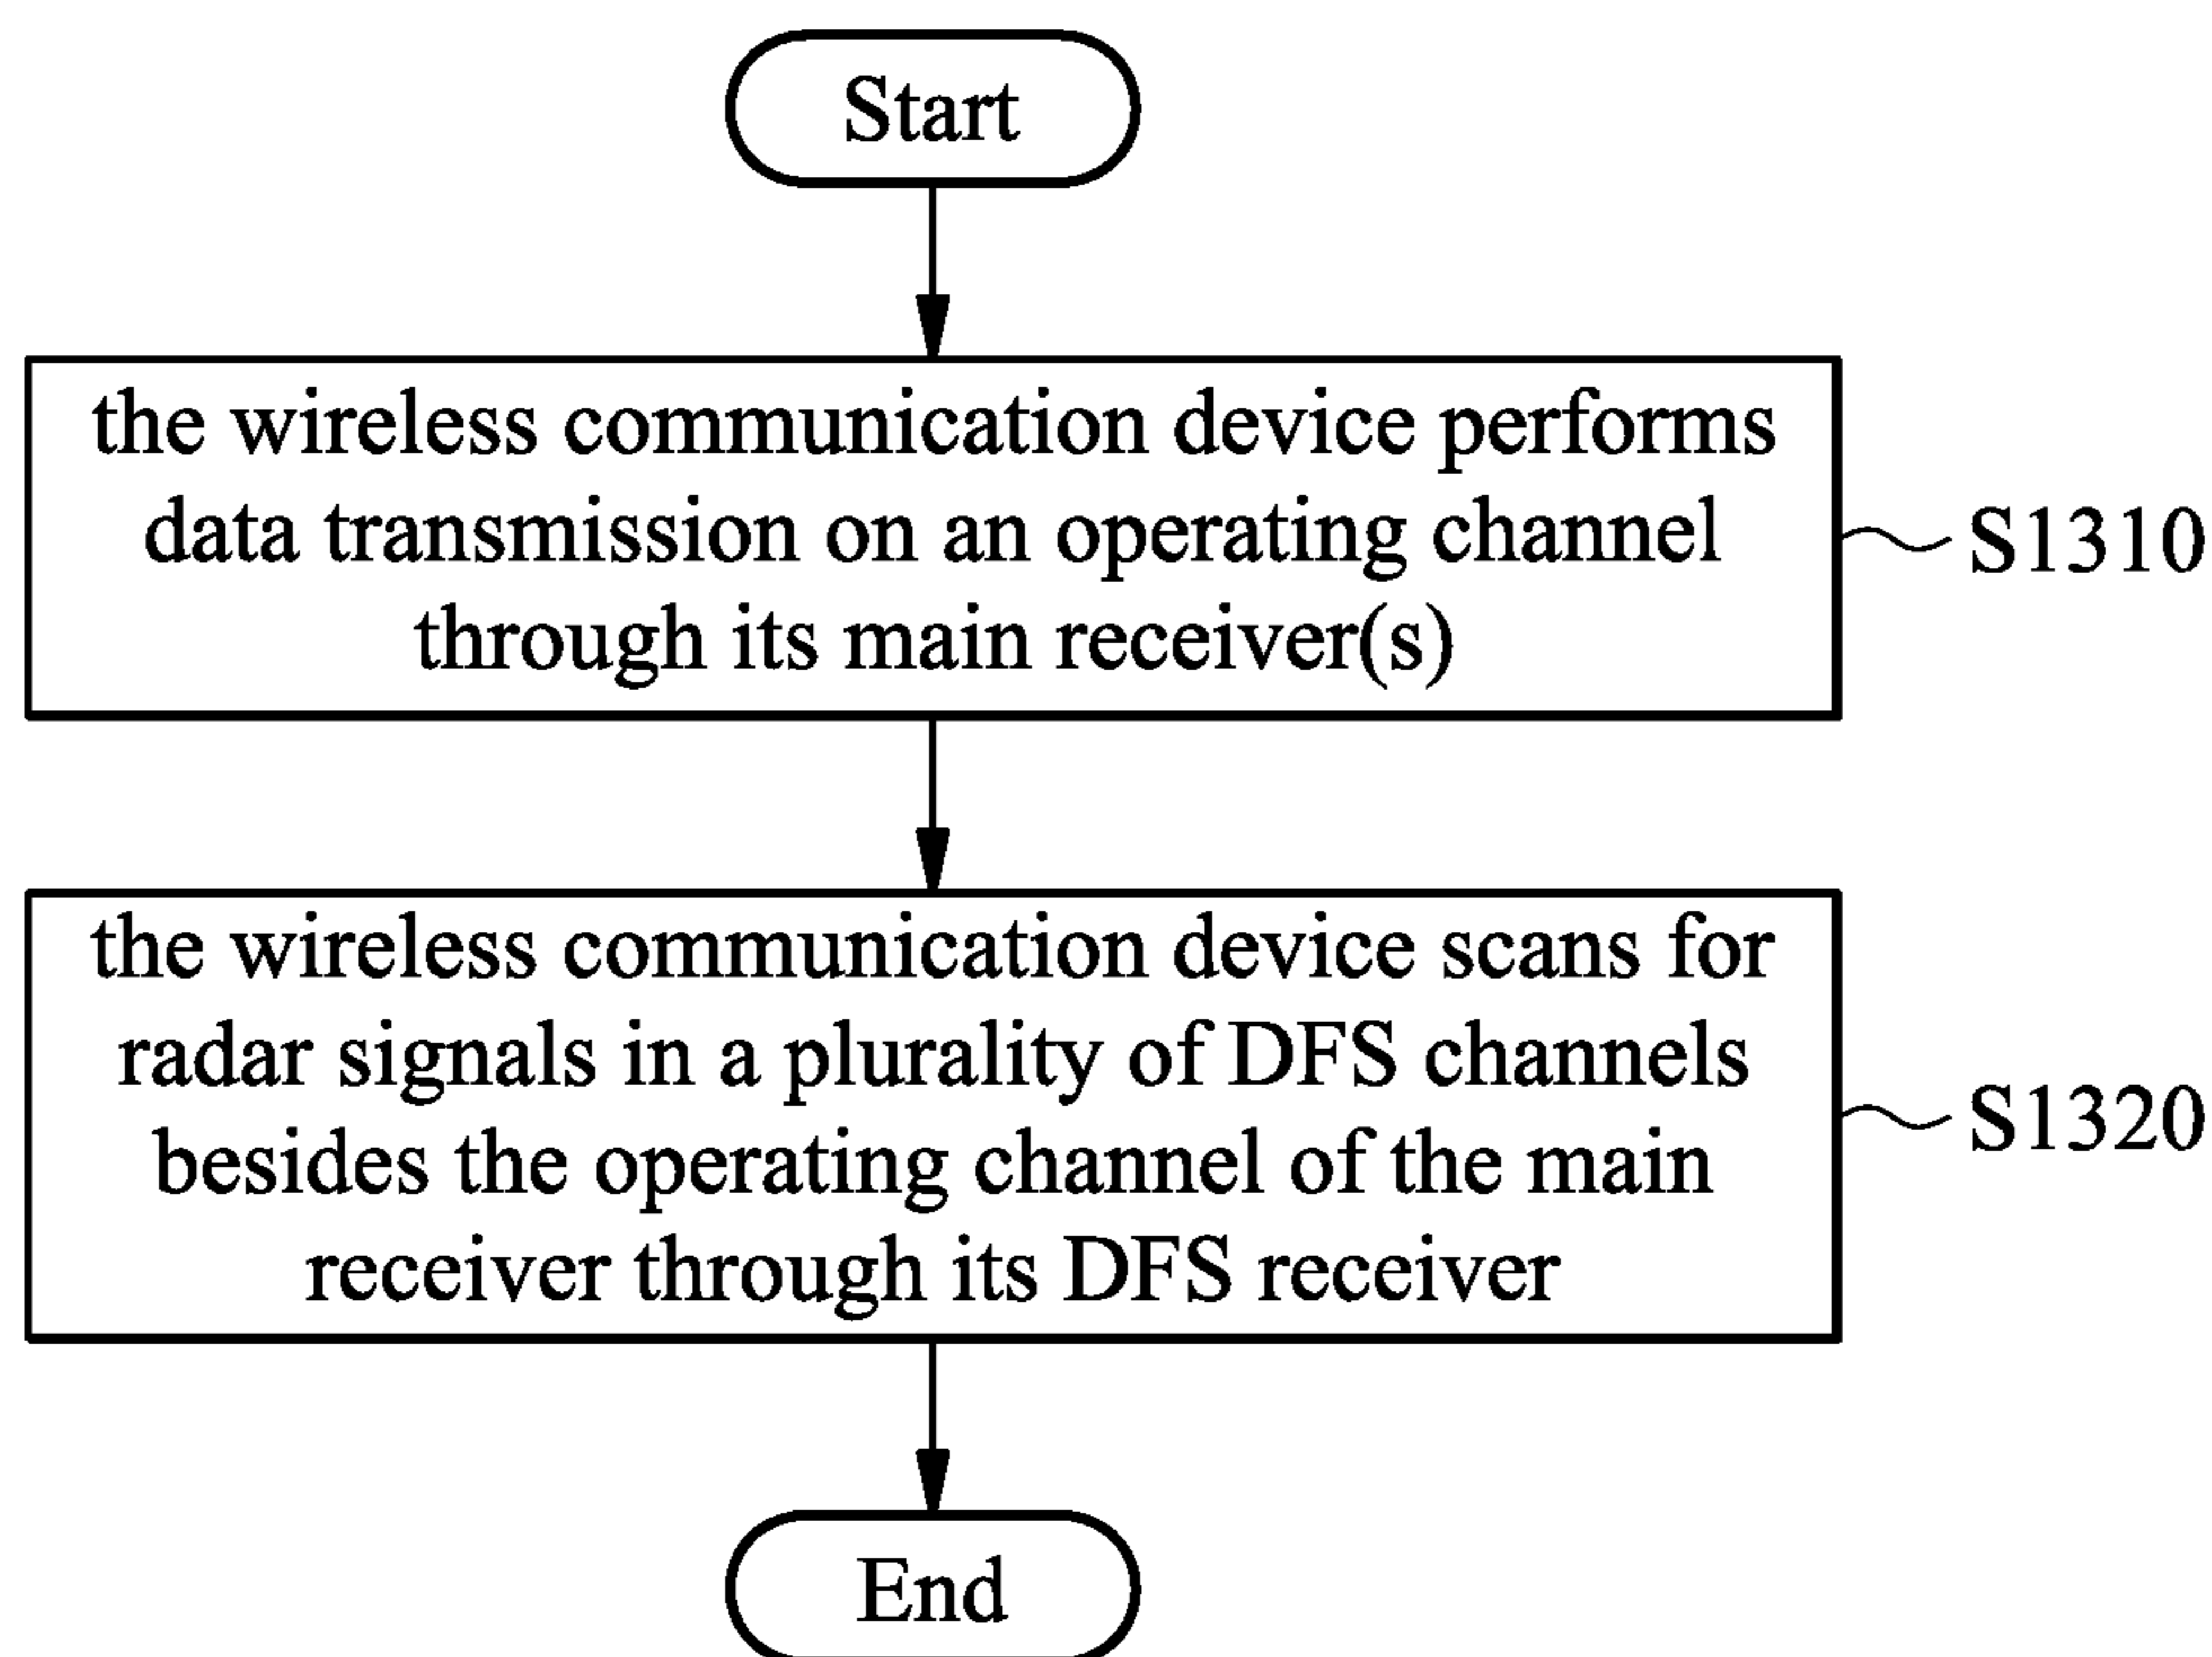 Start
the wireless communication device performs
data transmission on an operating channel
through its main receiver(s)
S1310
the wireless communication device scans for
radar signals in a plurality of DFS channels
besides the operating channel of the main
receiver through its DFS receiver
S1320
End